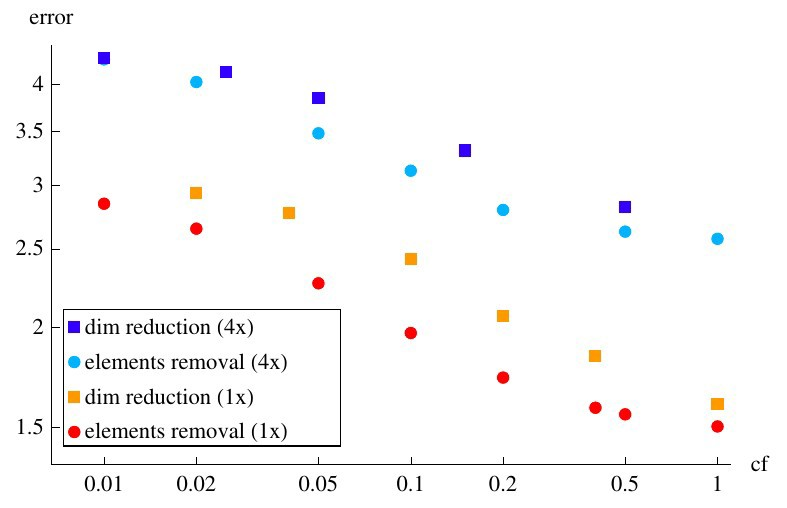 error
4
3.5
3
2.5
2
1.5
dim reduction (4x)
elements removal (4x)
dim reduction (1x)
elements removal (1x)
0.01 0.02 0.05 0.1 0.2 0.5 1
cf